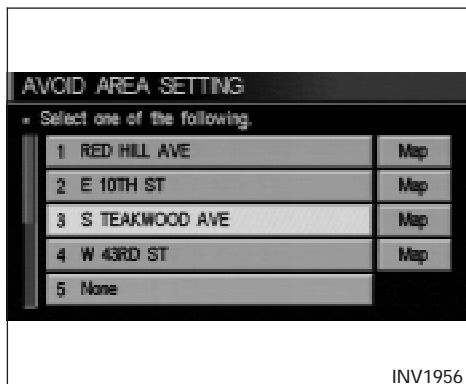 AVOID AREA SETTING
Select one of the following.
1 RED HILL AVE Map
2 E 10TH ST Map
3 S TEAKWOOD AVE Map
4 W 43RD ST Map
5 None
INV1956